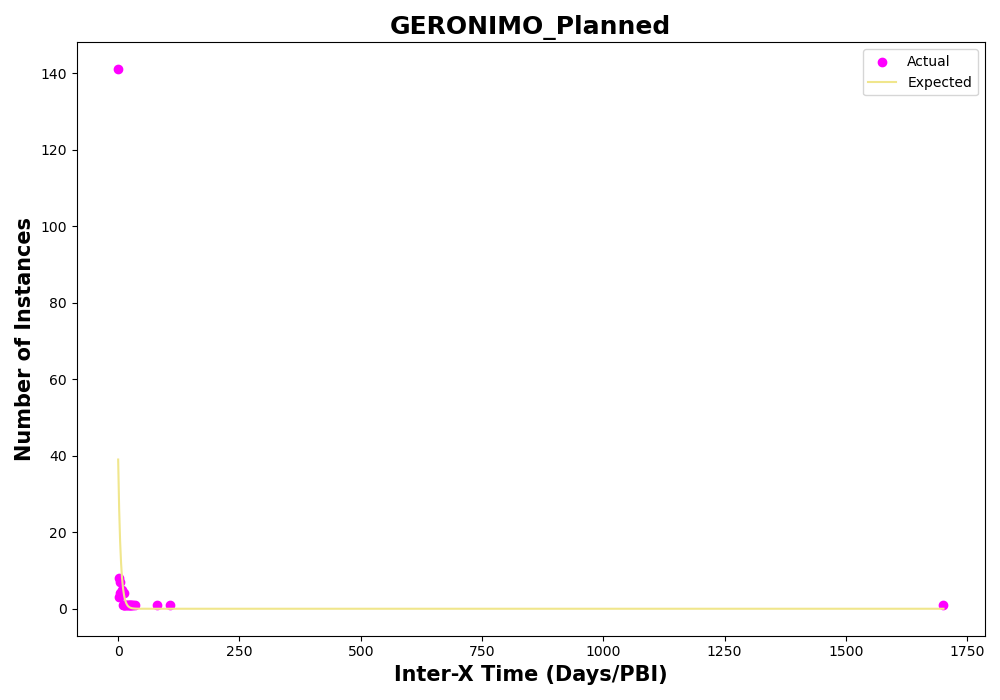 GERONIMO_Planned
Actual
Expected
Number of Instances
140
120
100
80
60
40
20
0
0 250 500 750 1000 1250 1500 1750
Inter-X Time (Days/PBI)